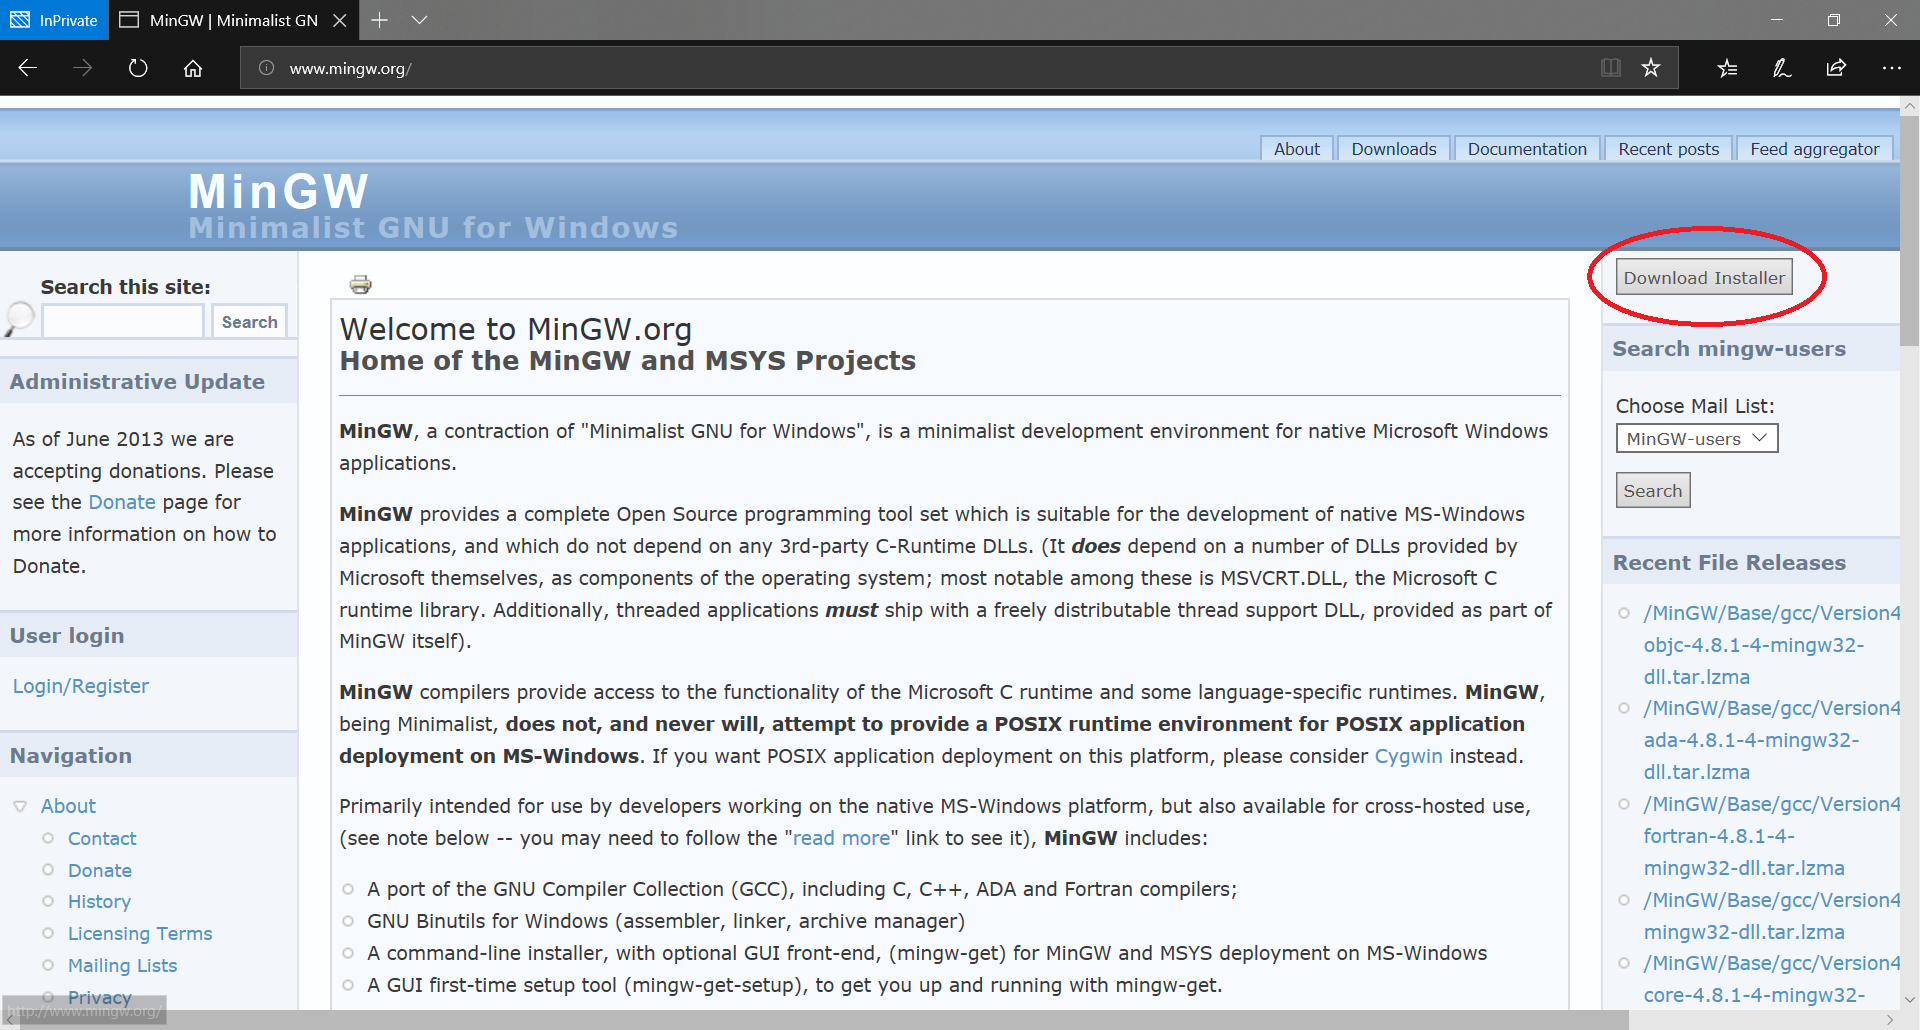 InPrivate
MinGW | Minimalist GN
www.mingw.org/
About
Downloads
Documentation
Recent posts
Feed aggregator
MinGW
Minimalist GNU for Windows
Search this site:
Search
Administrative Update
As of June 2013 we are
accepting donations. Please
see the Donate page for
more information on how to
Donate.
User login
Login/Register
Navigation
About
Contact
Donate
History
Licensing Terms
Mailing Lists
Privacy
http://www.mingw.org/
Welcome to MinGW.org
Home of the MinGW and MSYS Projects
MinGW, a contraction of "Minimalist GNU for Windows", is a minimalist development environment for native Microsoft Windows
applications.
MinGW provides a complete Open Source programming tool set which is suitable for the development of native MS-Windows
applications, and which do not depend on any 3rd-party C-Runtime DLLs. (It does depend on a number of DLLs provided by
Microsoft themselves, as components of the operating system; most notable among these is MSVCRT.DLL, the Microsoft C
runtime library. Additionally, threaded applications must ship with a freely distributable thread support DLL, provided as part of
MinGW itself).
MinGW compilers provide access to the functionality of the Microsoft C runtime and some language-specific runtimes. MinGW,
being Minimalist, does not, and never will, attempt to provide a POSIX runtime environment for POSIX application
deployment on MS-Windows. If you want POSIX application deployment on this platform, please consider Cygwin instead.
Primarily intended for use by developers working on the native MS-Windows platform, but also available for cross-hosted use,
(see note below -- you may need to follow the "read more" link to see it), MinGW includes:
A port of the GNU Compiler Collection (GCC), including C, C++, ADA and Fortran compilers;
GNU Binutils for Windows (assembler, linker, archive manager)
A command-line installer, with optional GUI front-end, (mingw-get) for MinGW and MSYS deployment on MS-Windows
A GUI first-time setup tool (mingw-get-setup), to get you up and running with mingw-get.
Download Installer
Search mingw-users
Choose Mail List:
MinGW-users
Search
Recent File Releases
/MinGW/Base/gcc/Version4
objc-4.8.1-4-mingw32-
dll.tar.lzma
/MinGW/Base/gcc/Version4
ada-4.8.1-4-mingw32-
dll.tar.lzma
/MinGW/Base/gcc/Version4
fortran-4.8.1-4-
mingw32-dll.tar.lzma
/MinGW/Base/gcc/Version4
mingw32-dll.tar.lzma
/MinGW/Base/gcc/Version4
core-4.8.1-4-mingw32-